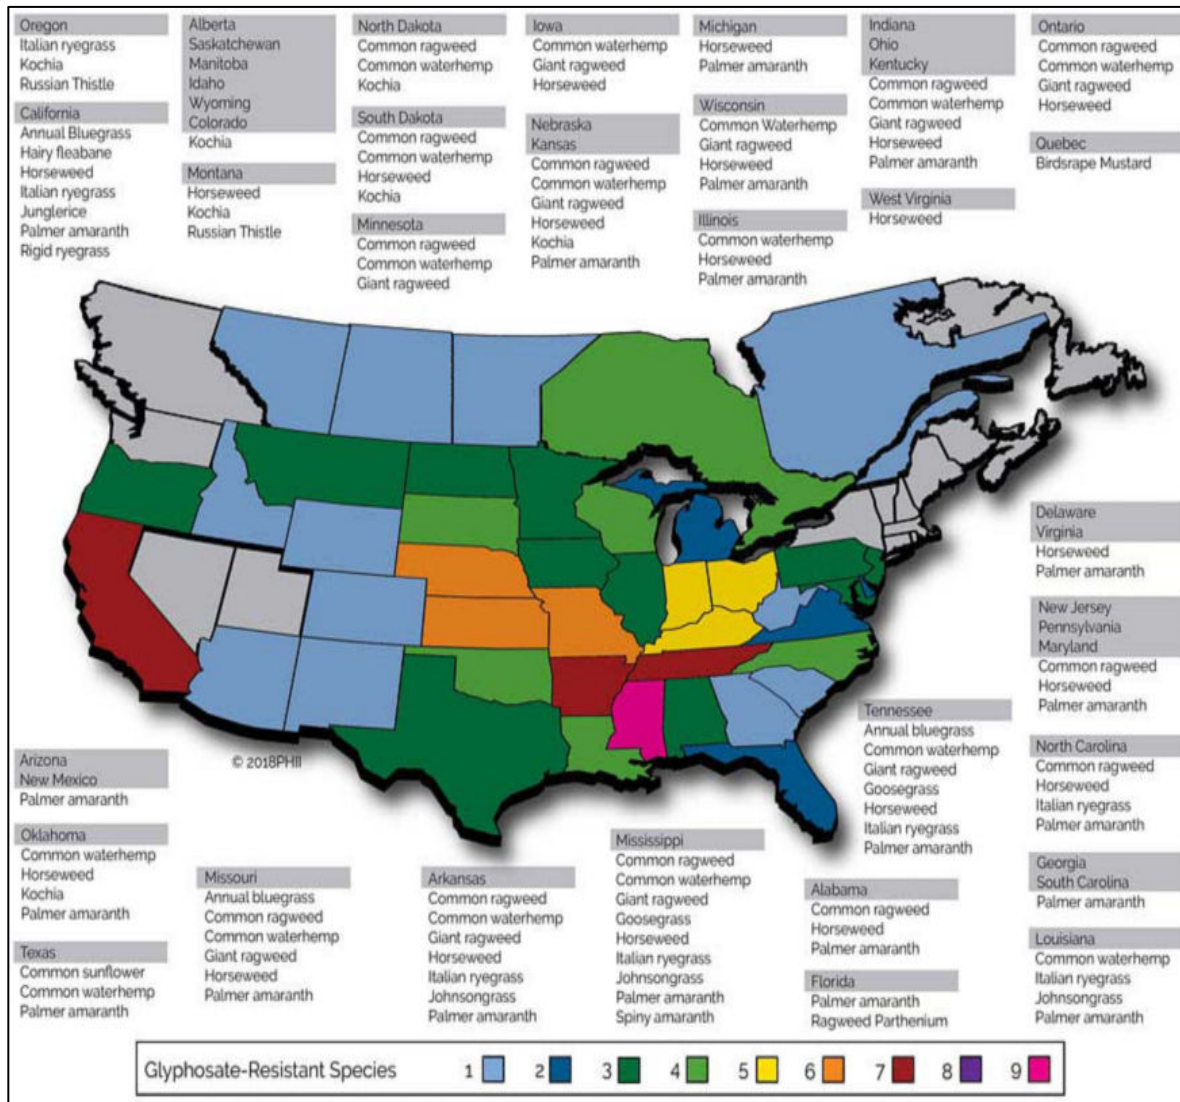 Oregon
Italian ryegrass
Kochia
Russian Thistle
California
Annual Bluegrass
Hairy fleabane
Horseweed
Italian ryegrass
Junglerice
Palmer amaranth
Rigid ryegrass
Alberta
Saskatchewan
Manitoba
Idaho
Wyoming
Colorado
Kochia
Montana
Horseweed
Kochia
Russian Thistle
North Dakota
Common ragweed
Common waterhemp
Kochia
South Dakota
Common ragweed
Common waterhemp
Horseweed
Kochia
Minnesota
Common ragweed
Common waterhemp
Giant ragweed
Iowa
Common waterhemp
Giant ragweed
Horseweed
Nebraska
Kansas
Common ragweed
Common waterhemp
Giant ragweed
Horseweed
Kochia
Palmer amaranth
Michigan
Horseweed
Palmer amaranth
Wisconsin
Common Waterhemp
Giant ragweed
Horseweed
Palmer amaranth
Illinois
Common waterhemp
Horseweed
Palmer amaranth
Indiana
Ohio
Kentucky
Common ragweed
Common waterhemp
Giant ragweed
Horseweed
Palmer amaranth
West Virginia
Horseweed
Ontario
Common ragweed
Common waterhemp
Giant ragweed
Horseweed
Quebec
Birdsrape Mustard
Delaware
Virginia
Horseweed
Palmer amaranth
New Jersey
Pennsylvania
Maryland
Common ragweed
Horseweed
Palmer amaranth
North Carolina
Common ragweed
Horseweed
Italian ryegrass
Palmer amaranth
Georgia
South Carolina
Palmer amaranth
Louisiana
Common waterhemp
Italian ryegrass
Johnsongrass
Palmer amaranth
Tennessee
Annual bluegrass
Common waterhemp
Giant ragweed
Goosegrass
Horseweed
Italian ryegrass
Palmer amaranth
© 2018PHII
Arizona
New Mexico
Palmer amaranth
Oklahoma
Common waterhemp
Horseweed
Kochia
Palmer amaranth
Texas
Common sunflower
Common waterhemp
Palmer amaranth
Missouri
Annual bluegrass
Common ragweed
Common waterhemp
Giant ragweed
Horseweed
Palmer amaranth
Arkansas
Common ragweed
Common waterhemp
Giant ragweed
Horseweed
Italian ryegrass
Johnsongrass
Palmer amaranth
Mississippi
Common ragweed
Common waterhemp
Giant ragweed
Goosegrass
Horseweed
Italian ryegrass
Johnsongrass
Palmer amaranth
Spiny amaranth
Alabama
Common ragweed
Horseweed
Palmer amaranth
Florida
Palmer amaranth
Ragweed Parthenium
Glyphosate-Resistant Species 1 2 3 4 5 6 7 8 9